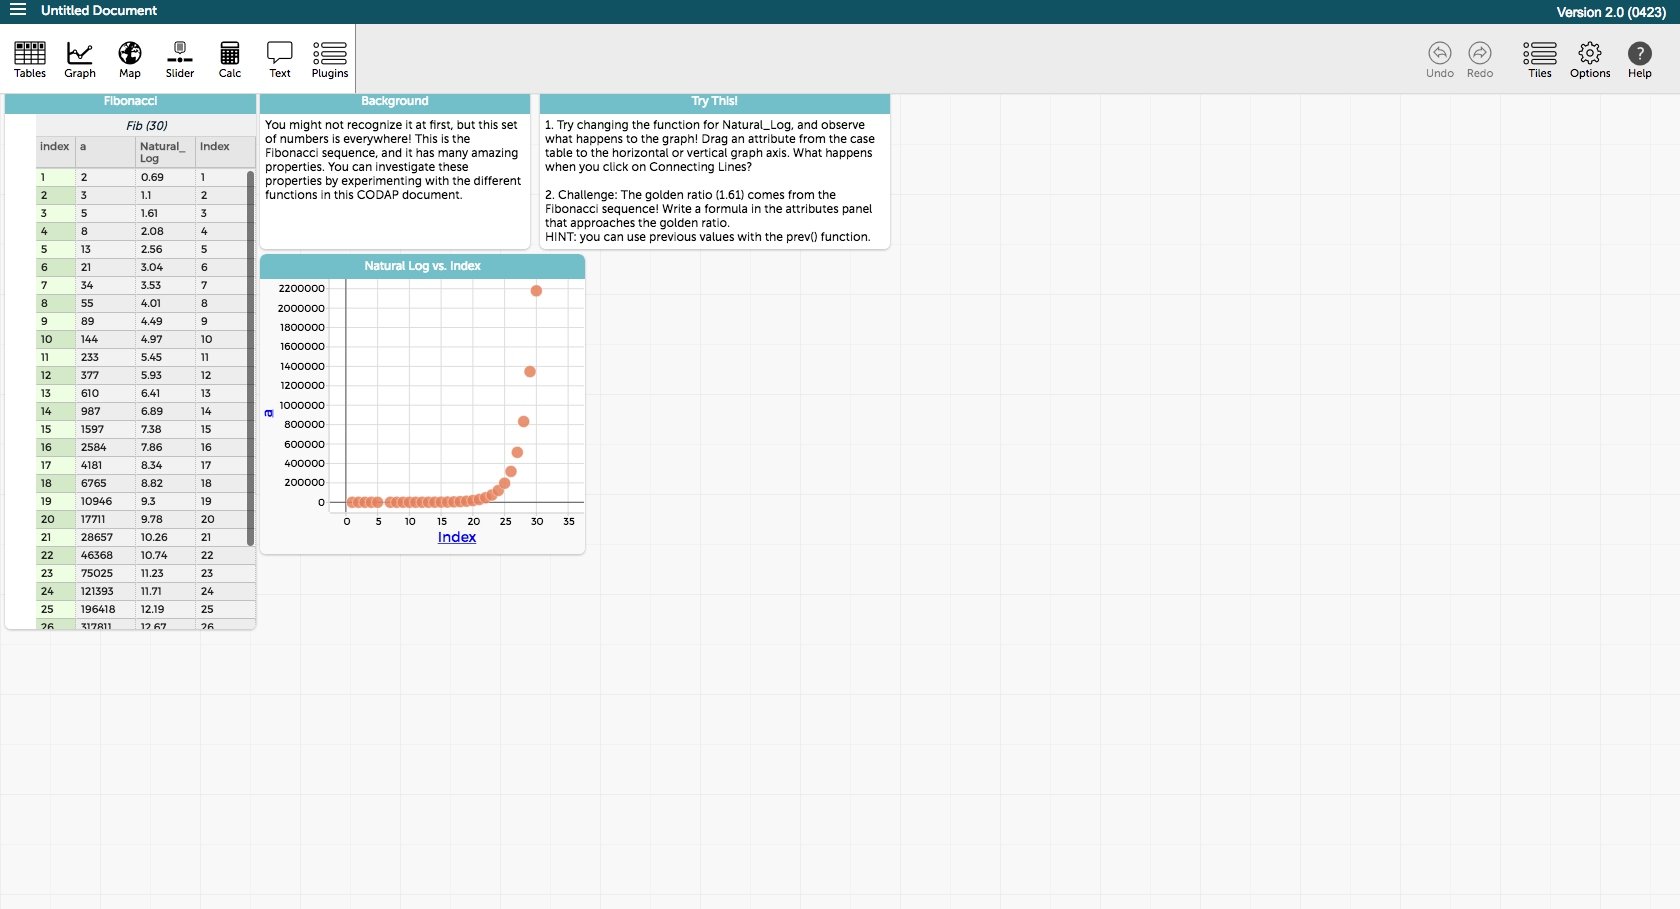 Untitled Document
Version 2.0 (0423)
Tables Graph Map Slider Calc Text Plugins
Undo Redo Tiles Options Help
Fibonacci
Fib (30)
index a Natural_ Index
Log
1 2 0.69 1
2 3 1.1 2
3 5 1.61 3
4 8 2.08 4
5 13 2.56 5
6 21 3.04 6
7 34 3.53 7
8 55 4.01 8
9 89 4.49 9
10 144 4.97 10
11 233 5.45 11
12 377 5.93 12
13 610 6.41 13
14 987 6.89 14
15 1597 7.38 15
16 2584 7.86 16
17 4181 8.34 17
18 6765 8.82 18
19 10946 9.3 19
20 17711 9.78 20
21 28657 10.26 21
22 46368 10.74 22
23 75025 11.23 23
24 121393 11.71 24
25 196418 12.19 25
26 317811 12.67 26
Background
You might not recognize it at first, but this set
of numbers is everywhere! This is the
Fibonacci sequence, and it has many amazing
properties. You can investigate these
properties by experimenting with the different
functions in this CODAP document.
Try This!
1. Try changing the function for Natural_Log, and observe
what happens to the graph! Drag an attribute from the case
table to the horizontal or vertical graph axis. What happens
when you click on Connecting Lines?
2. Challenge: The golden ratio (1.61) comes from the
Fibonacci sequence! Write a formula in the attributes panel
that approaches the golden ratio.
HINT: you can use previous values with the prev() function.
Natural Log vs. Index
2200000
2000000
1800000
1600000
1400000
1200000
1000000
800000
600000
400000
200000
0
a
0 5 10 15 20 25 30 35
Index